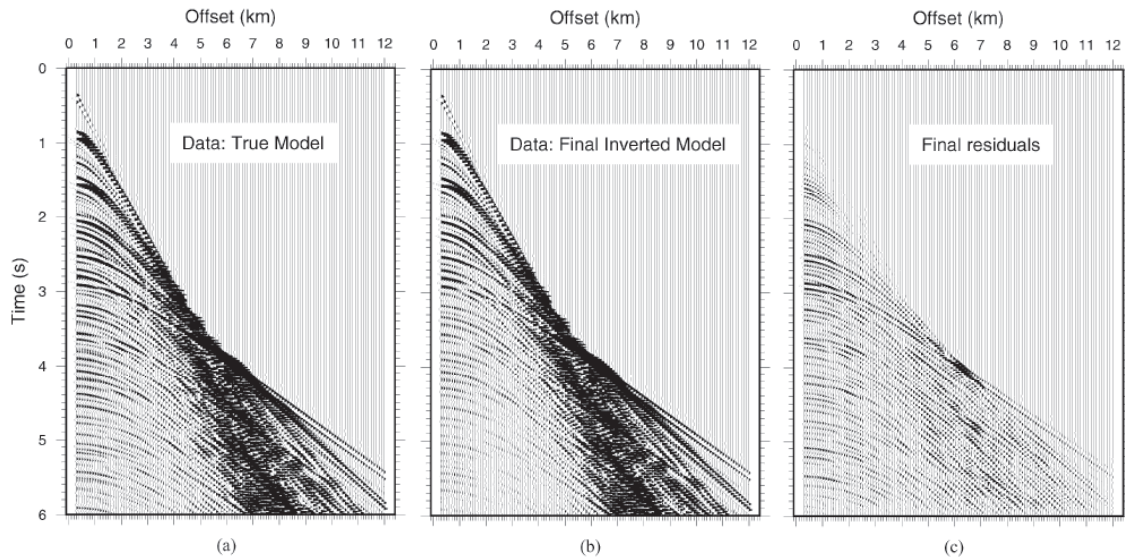 Offset (km)
Offset (km)
Offset (km)
0 1 2 3 4 5 6 7 8 9 10 11 12
0 1 2 3 4 5 6 7 8 9 10 11 12
0 1 2 3 4 5 6 7 8 9 10 11 12
0
1
2
3
4
5
6
Time (s)
Data: True Model
Data: Final Inverted Model
Final residuals
(a)
(b)
(c)